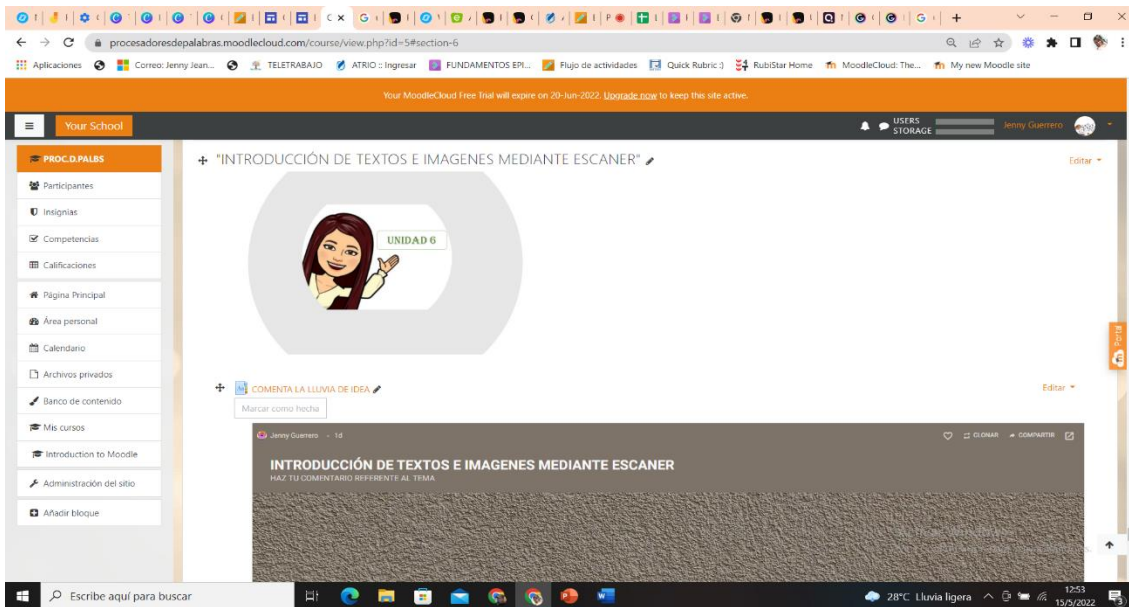 procesadoresdepalabras.moodlecloud.com/course/view.php?id=5#section-6
Aplicaciones Correo: Jenny Jean... TELETRABAJO ATRIO :: Ingresar FUNDAMENTOS EPI... Flujo de actividades Quick Rubric :) RubiStar Home MoodleCloud: The... My new Moodle site
Your MoodleCloud Free Trial will expire on 20-Jun-2022. Upgrade now to keep this site active.
Your School
USERS
STORAGE
Jenny Guerrero
PROC.D.PALBS
Participantes
Insignias
Competencias
Calificaciones
Página Principal
Área personal
Calendario
Archivos privados
Banco de contenido
Mis cursos
Introduction to Moodle
Administración del sitio
Añadir bloque
"INTRODUCCIÓN DE TEXTOS E IMAGENES MEDIANTE ESCANER"
Editar
UNIDAD 6
Portal
COMENTA LA LLUVIA DE IDEA
Editar
Marcar como hecha
Jenny Guerrero - 1d
CLONAR COMPARTIR
INTRODUCCIÓN DE TEXTOS E IMAGENES MEDIANTE ESCANER
HAZ TU COMENTARIO REFERENTE AL TEMA
Escribe aquí para buscar
28°C Lluvia ligera
12:53
15/5/2022
3